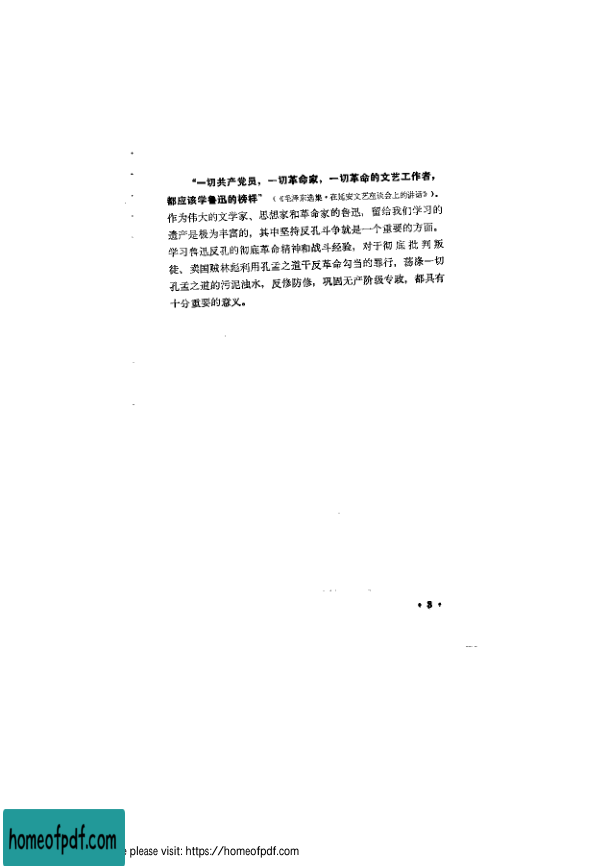 “一切共产党员，一切革命家，一切革命的文艺工作者，
都应该学鲁迅的榜样”（《毛泽东选集·在延安文艺座谈会上的讲话》）。
作为伟大的文学家、思想家和革命家的鲁迅，留给我们学习的
遗产是极为丰富的，其中坚持反孔斗争就是一个重要的方面。
学习鲁迅反孔的彻底革命精神和战斗经验，对于彻底批判叛
徒、卖国贼林彪利用孔孟之道干反革命勾当的罪行，荡涤一切
孔孟之道的污泥浊水，反修防修，巩固无产阶级专政，都具有
十分重要的意义。
• 3 •
homeofpdf.com
please visit: https://homeofpdf.com